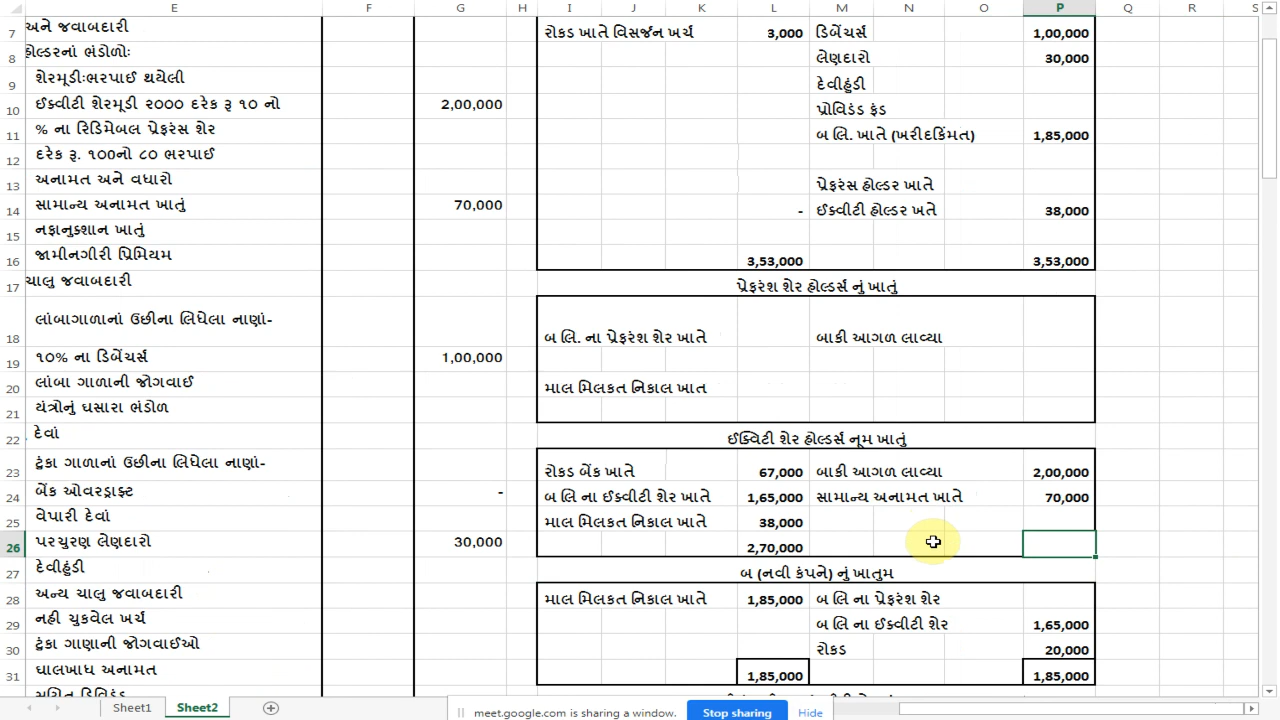 E F G H I J K L M N O P Q R S
7 અને જવાબદારી રોકડ ખાતે વિસર્જન ખર્ચ 3,000 ડિબેંચર્સ 1,00,000
8 હોલ્ડરનાં ભંડોળોઃ લેણદારો 30,000
9 શેરમૂડીઃભરપાઈ થયેલી દેવીહુંડી
10 ઈક્વીટી શેરમૂડી ૨૦૦૦ દરેક રૂ ૧૦ નો 2,00,000 પ્રોવિડંડ ફંડ
11 % ના રિડિમેબલ પ્રેફરંસ શેર બ લિ. ખાતે (ખરીદકિંમત) 1,85,000
12 દરેક રૂ. ૧૦૦નો ૮૦ ભરપાઈ
13 અનામત અને વધારો પ્રેફરંસ હોલ્ડર ખાતે
14 સામાન્ય અનામત ખાતું 70,000 - ઈક્વીટી હોલ્ડર ખતે 38,000
15 નફાનુકશાન ખાતું
16 જામીનગીરી પ્રિમિયમ 3,53,000 3,53,000
17 ચાલુ જવાબદારી પ્રેફરંશ શેર હોલ્ડર્સ નું ખાતું
18 લાંબાગાળાનાં ઉછીના લિધેલા નાણાં- બ લિ. ના પ્રેફરંશ શેર ખાતે બાકી આગળ લાવ્યા
19 ૧૦% ના ડિબેંચર્સ 1,00,000
20 લાંબા ગાળાની જોગવાઈ માલ મિલકત નિકાલ ખાત
21 યંત્રોનું ઘસારા ભંડોળ
22 દેવાં ઈક્વિટી શેર હોલ્ડર્સ નૂમ ખાતું
23 ટુંકા ગાળાનાં ઉછીના લિધેલા નાણાં- રોકડ બેંક ખાતે 67,000 બાકી આગળ લાવ્યા 2,00,000
24 બેંક ઓવરડ્રાફ્ટ - બ લિ ના ઈક્વીટી શેર ખાતે 1,65,000 સામાન્ય અનામત ખાતે 70,000
25 વેપારી દેવાં માલ મિલકત નિકાલ ખાતે 38,000
26 પરચુરણ લેણદારો 30,000 2,70,000
27 દેવીહુંડી બ (નવી કંપને) નું ખાતુમ
28 અન્ય ચાલુ જવાબદારી માલ મિલકત નિકાલ ખાતે 1,85,000 બ લિ ના પ્રેફરંશ શેર
29 નહી ચુકવેલ ખર્ચ બ લિ ના ઈક્વીટી શેર 1,65,000
30 ટુંકા ગાણાની જોગવાઈઓ રોકડ 20,000
31 ઘાલખાધ અનામત 1,85,000 1,85,000
Sheet1 Sheet2
meet.google.com is sharing a window. Stop sharing Hide